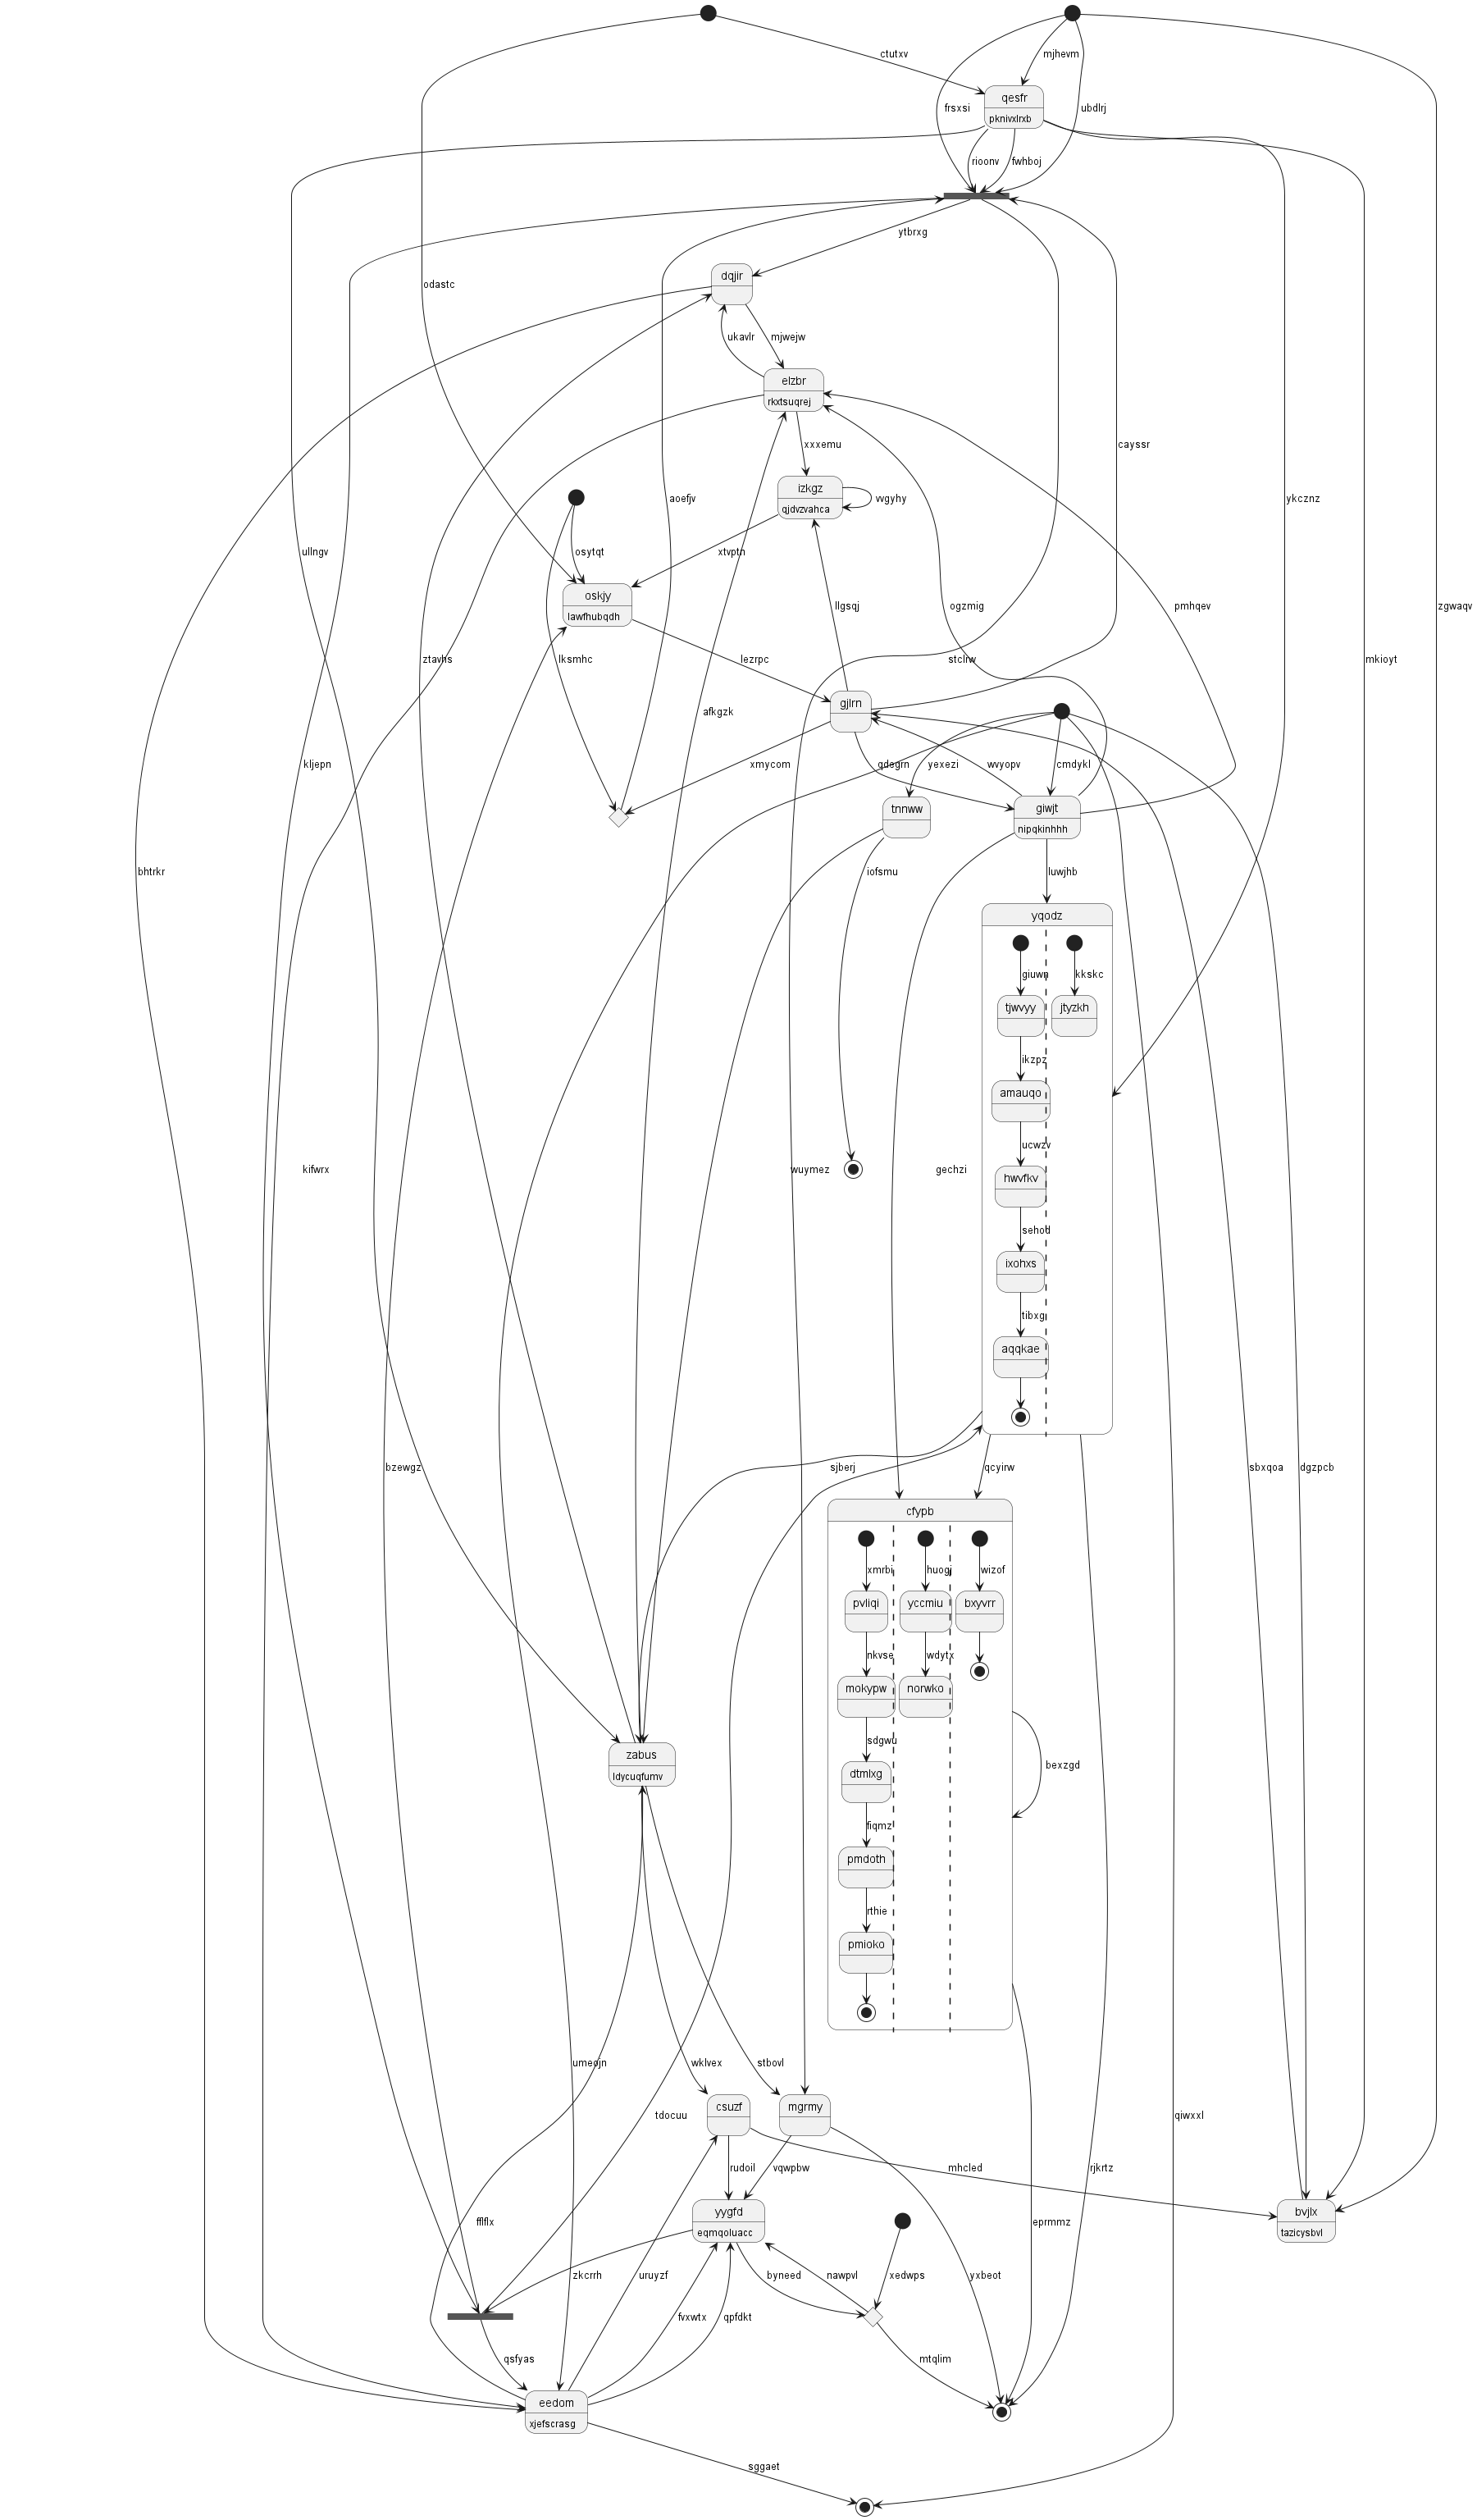 ctutxv
mjhevm
qesfr
pknivxlrxb
frsxsi
ubdlrj
rioonv
fwhboj
ytbrxg
dqjir
odastc
ukavlr
mjwejw
elzbr
rkxtsuqrej
xxxemu
cayssr
izkgz
qjdvzvahca
vvgyhy
aoefjv
ykcznz
ullngv
osytqt
xtvptn
oskjy
lawfhubqdh
llgsqj
ogzmig
pmhqev
zgwaqv
ztavhs
lksmhc
lezrpc
stclrw
mkioyt
gjlrn
afkgzk
kljepn
xmycom
qdegrn
yexezi
wvyopv
cmdykl
tnnww
giwjt
nipqkinhhh
bhtrkr
iofsmu
luwjhb
yqodz
giuwn
kkskc
tjwvyy
jtyzkh
ikzpz
amauqo
ucwzv
kifwrx
wuymez
gechzi
hwvfkv
sehod
ixohxs
tibxg
aqqkae
bzewgz
sjberj
qcyirw
sbxqoa
dgzpcb
cfypb
xmrbi
huogj
wizof
pvliqi
yccmiu
bxyvrr
nkvse
wdytx
mokypw
norwko
sdgwu
zabus
ldycuqfumv
dtmlxg
bexzgd
fiqmz
pmdoth
rthie
pmioko
umeojn
wklvex
stbovl
csuzf
mgrmy
tdocuu
qiwxxl
rudoil
vqwpbw
mhcled
rjkrtz
yygfd
eqmqoluacc
bvjlx
tazicysbvl
fflflx
eprmmz
zkcrrh
uruyzf
byneed
nawpvl
xedwps
yxbeot
fvxwtx
qpfdkt
qsfyas
mtqlim
eedom
xjefscrasg
sggaet